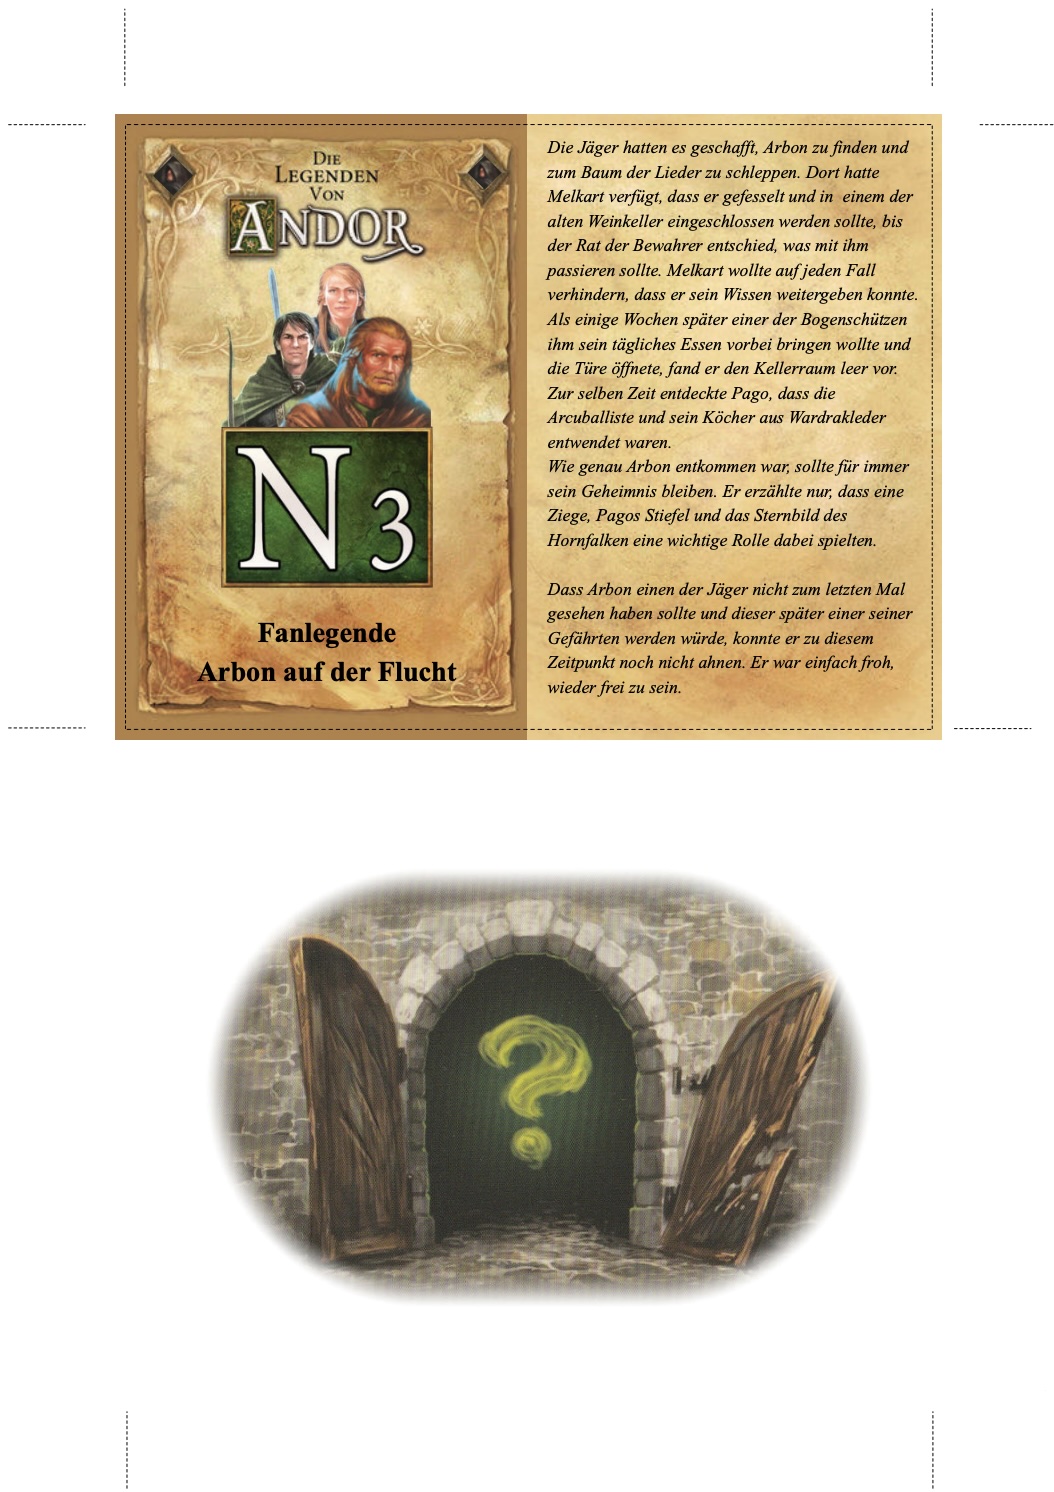 DIE
LEGENDEN
VON
ANDOR
N 3
Fanlegende
Arbon auf der Flucht
Die Jäger hatten es geschafft, Arbon zu finden und
zum Baum der Lieder zu schleppen. Dort hatte
Melkart verfügt, dass er gefesselt und in  einem der
alten Weinkeller eingeschlossen werden sollte, bis
der Rat der Bewahrer entschied, was mit ihm
passieren sollte. Melkart wollte auf jeden Fall
verhindern, dass er sein Wissen weitergeben konnte.
Als einige Wochen später einer der Bogenschützen
ihm sein tägliches Essen vorbei bringen wollte und
die Türe öffnete, fand er den Kellerraum leer vor.
Zur selben Zeit entdeckte Pago, dass die
Arcuballiste und sein Köcher aus Wardrakleder
entwendet waren.
Wie genau Arbon entkommen war, sollte für immer
sein Geheimnis bleiben. Er erzählte nur, dass eine
Ziege, Pagos Stiefel und das Sternbild des
Hornfalken eine wichtige Rolle dabei spielten.
Dass Arbon einen der Jäger nicht zum letzten Mal
gesehen haben sollte und dieser später einer seiner
Gefährten werden würde, konnte er zu diesem
Zeitpunkt noch nicht ahnen. Er war einfach froh,
wieder frei zu sein.
?